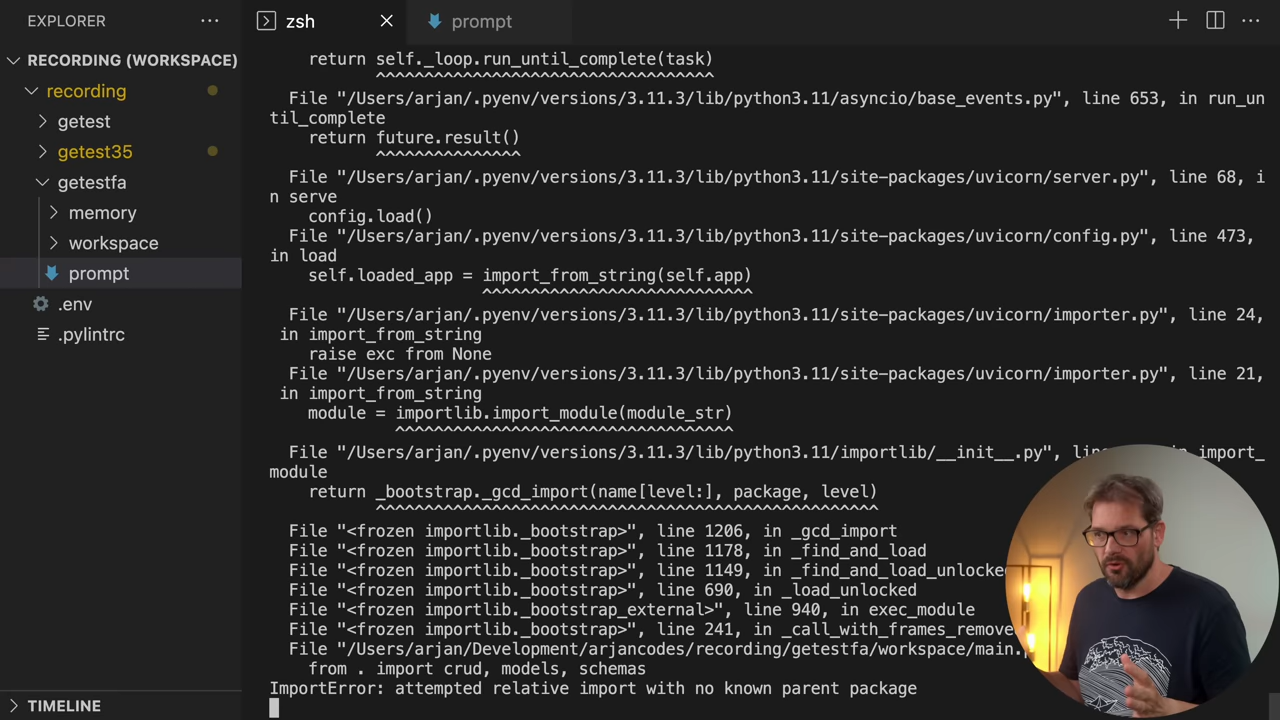 EXPLORER
RECORDING (WORKSPACE)
recording
getest
getest35
getestfa
memory
workspace
prompt
.env
.pylintrc
TIMELINE
zsh
prompt
return self._loop.run_until_complete(task)
^^^^^^^^^^^^^^^^^^^^^^^^^^^^^^^^^^^
File "/Users/arjan/.pyenv/versions/3.11.3/lib/python3.11/asyncio/base_events.py", line 653, in run_un
til_complete
return future.result()
^^^^^^^^^^^^^^^
File "/Users/arjan/.pyenv/versions/3.11.3/lib/python3.11/site-packages/uvicorn/server.py", line 68, i
n serve
config.load()
File "/Users/arjan/.pyenv/versions/3.11.3/lib/python3.11/site-packages/uvicorn/config.py", line 473,
in load
self.loaded_app = import_from_string(self.app)
^^^^^^^^^^^^^^^^^^^^^^^^^^^^
File "/Users/arjan/.pyenv/versions/3.11.3/lib/python3.11/site-packages/uvicorn/importer.py", line 24,
in import_from_string
raise exc from None
File "/Users/arjan/.pyenv/versions/3.11.3/lib/python3.11/site-packages/uvicorn/importer.py", line 21,
in import_from_string
module = importlib.import_module(module_str)
^^^^^^^^^^^^^^^^^^^^^^^^^^^^^^^^^^^
File "/Users/arjan/.pyenv/versions/3.11.3/lib/python3.11/importlib/__init__.py", import_
module
return _bootstrap._gcd_import(name[level:], package, level)
^^^^^^^^^^^^^^^^^^^^^^^^^^^^^^^^^^^^^^^^^^^^^^^^^^^^
File "<frozen importlib._bootstrap>", line 1206, in _gcd_import
File "<frozen importlib._bootstrap>", line 1178, in _find_and_load
File "<frozen importlib._bootstrap>", line 1149, in _find_and_load_unlocked
File "<frozen importlib._bootstrap>", line 690, in _load_unlocked
File "<frozen importlib._bootstrap_external>", line 940, in exec_module
File "<frozen importlib._bootstrap>", line 241, in _call_with_frames_remove
File "/Users/arjan/Development/arjancodes/recording/getestfa/workspace/main.
from . import crud, models, schemas
ImportError: attempted relative import with no known parent package